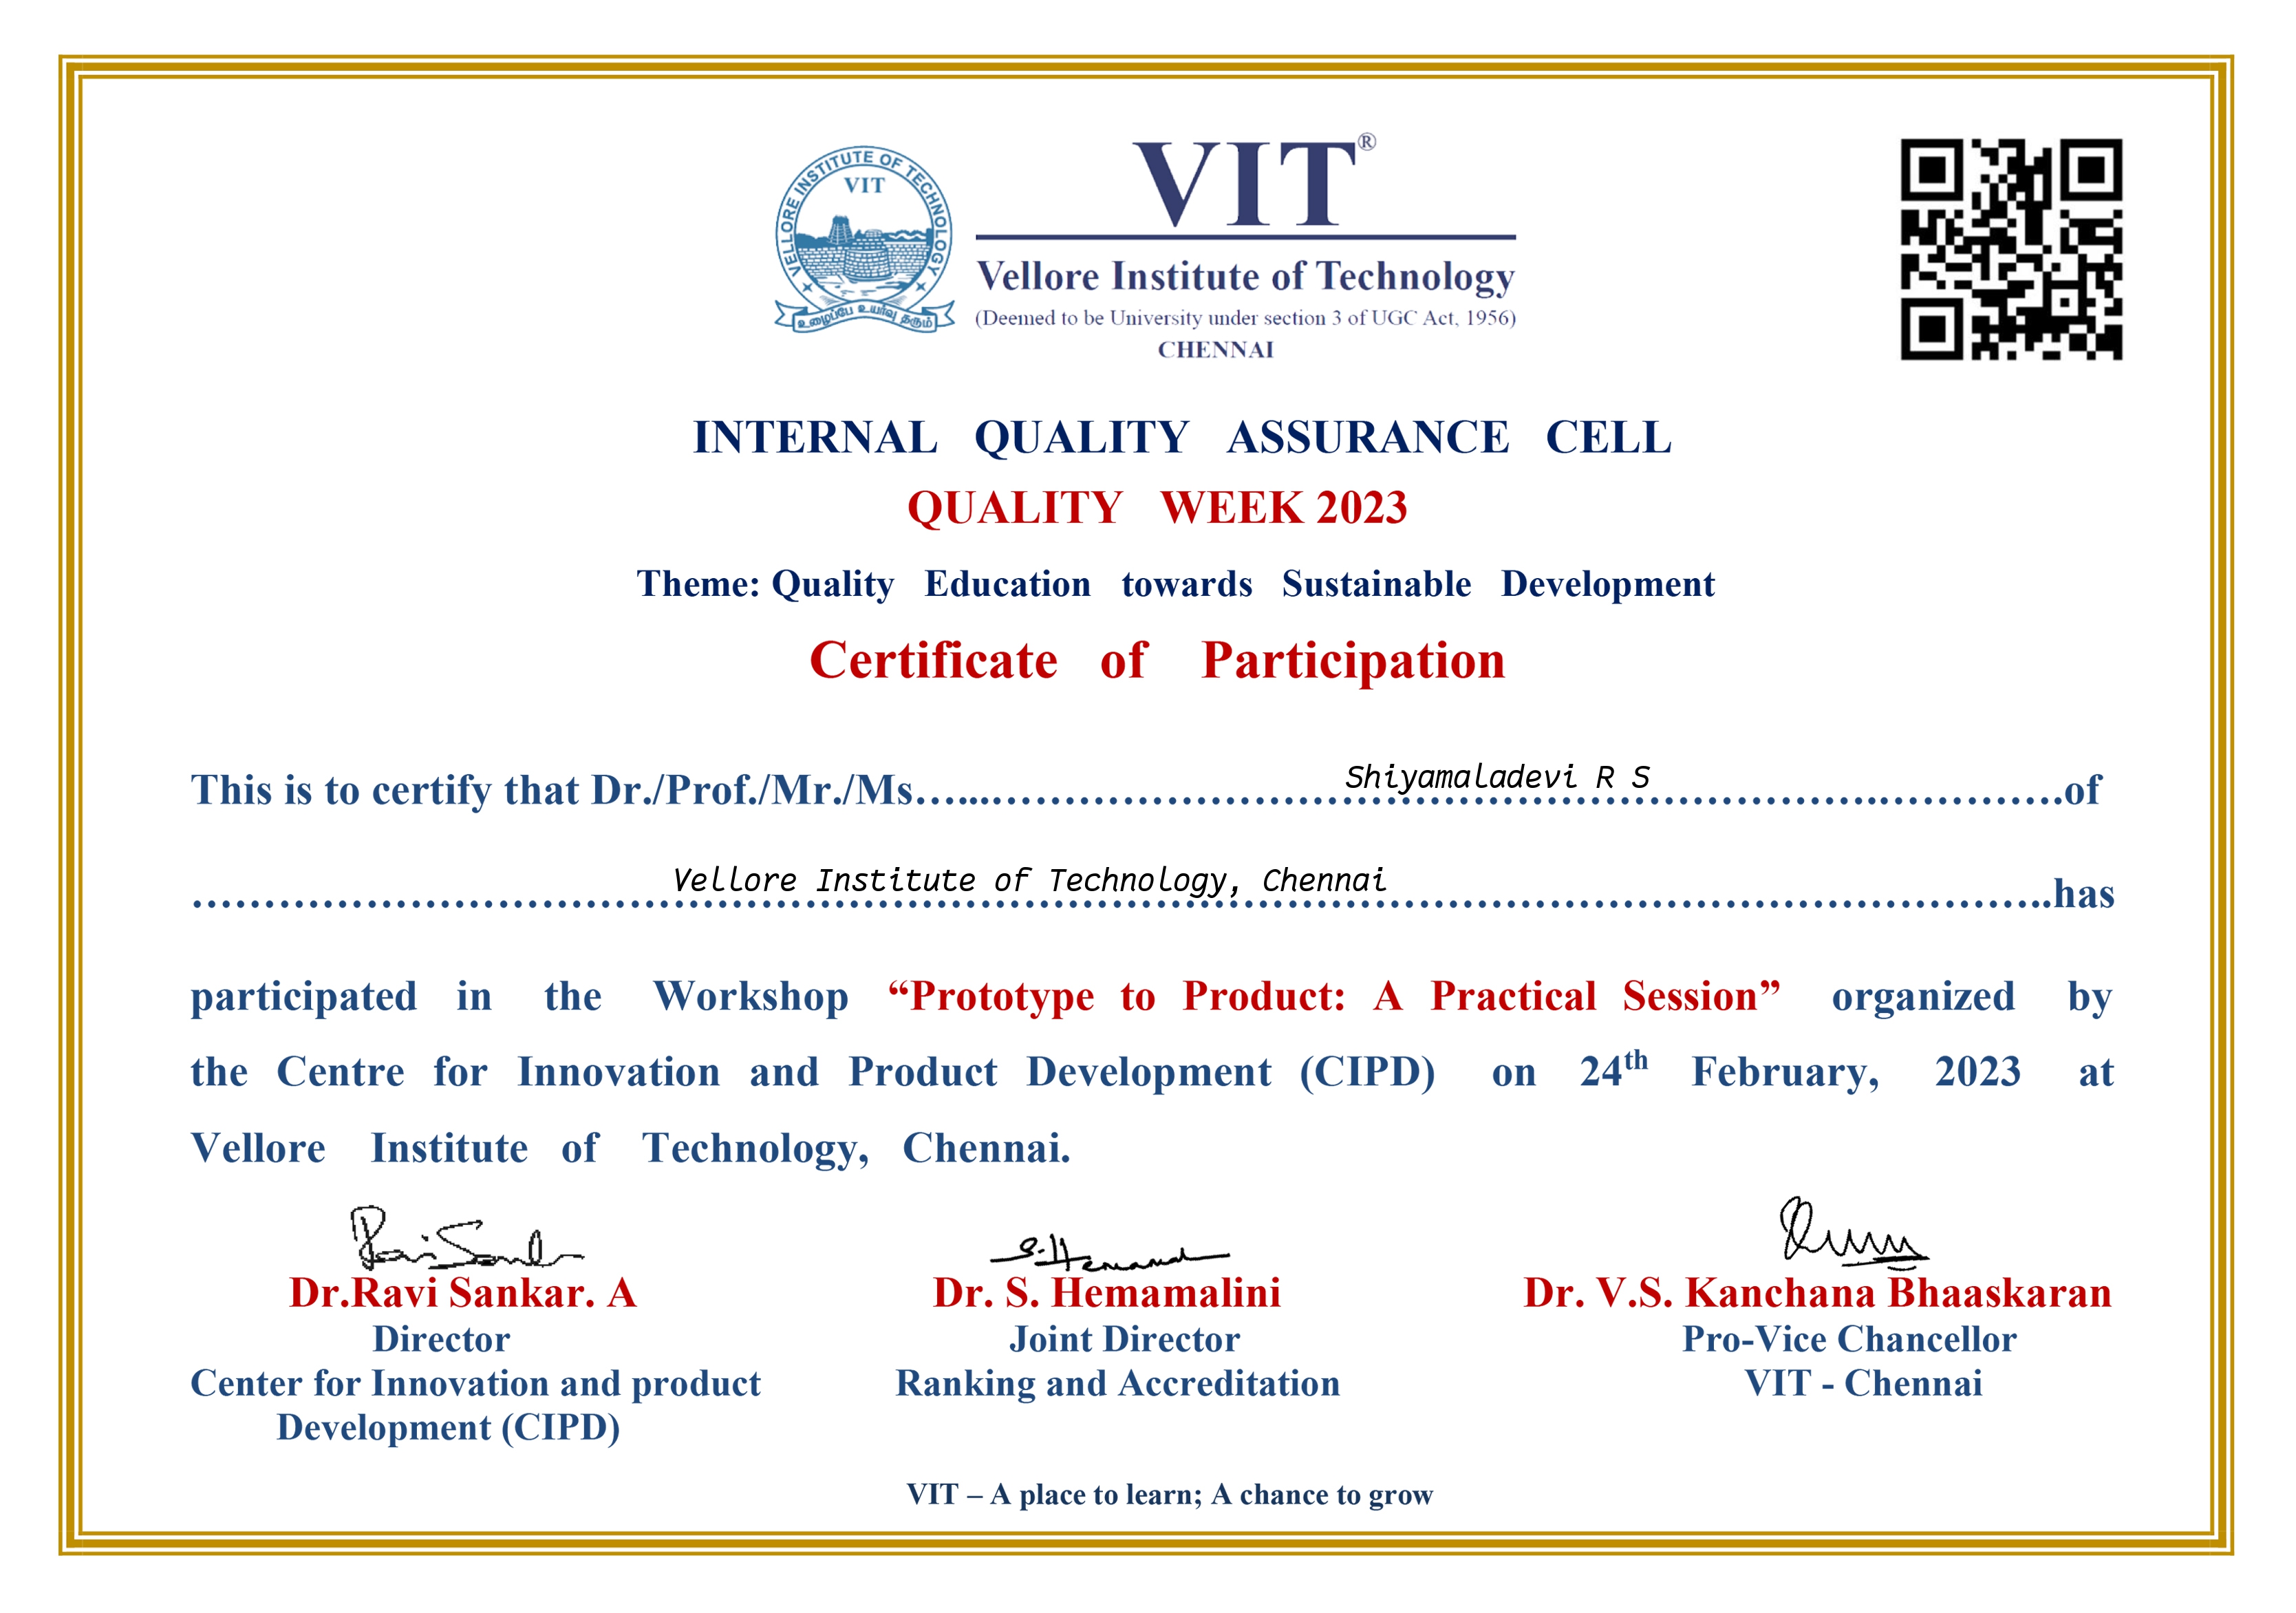 VELLORE INSTITUTE OF TECHNOLOGY
VIT
உழைப்பே உயர்வு தரும்
VIT®
Vellore Institute of Technology
(Deemed to be University under section 3 of UGC Act, 1956)
CHENNAI
INTERNAL QUALITY ASSURANCE CELL
QUALITY WEEK 2023
Theme: Quality Education towards Sustainable Development
Certificate of Participation
This is to certify that Dr./Prof./Mr./Ms. Shiyamaladevi R S of
Vellore Institute of Technology, Chennai has
participated in the Workshop “Prototype to Product: A Practical Session” organized by
the Centre for Innovation and Product Development (CIPD) on 24th February, 2023 at
Vellore Institute of Technology, Chennai.
Dr.Ravi Sankar. A
Director
Center for Innovation and product
Development (CIPD)
Dr. S. Hemamalini
Joint Director
Ranking and Accreditation
Dr. V.S. Kanchana Bhaaskaran
Pro-Vice Chancellor
VIT - Chennai
VIT – A place to learn; A chance to grow